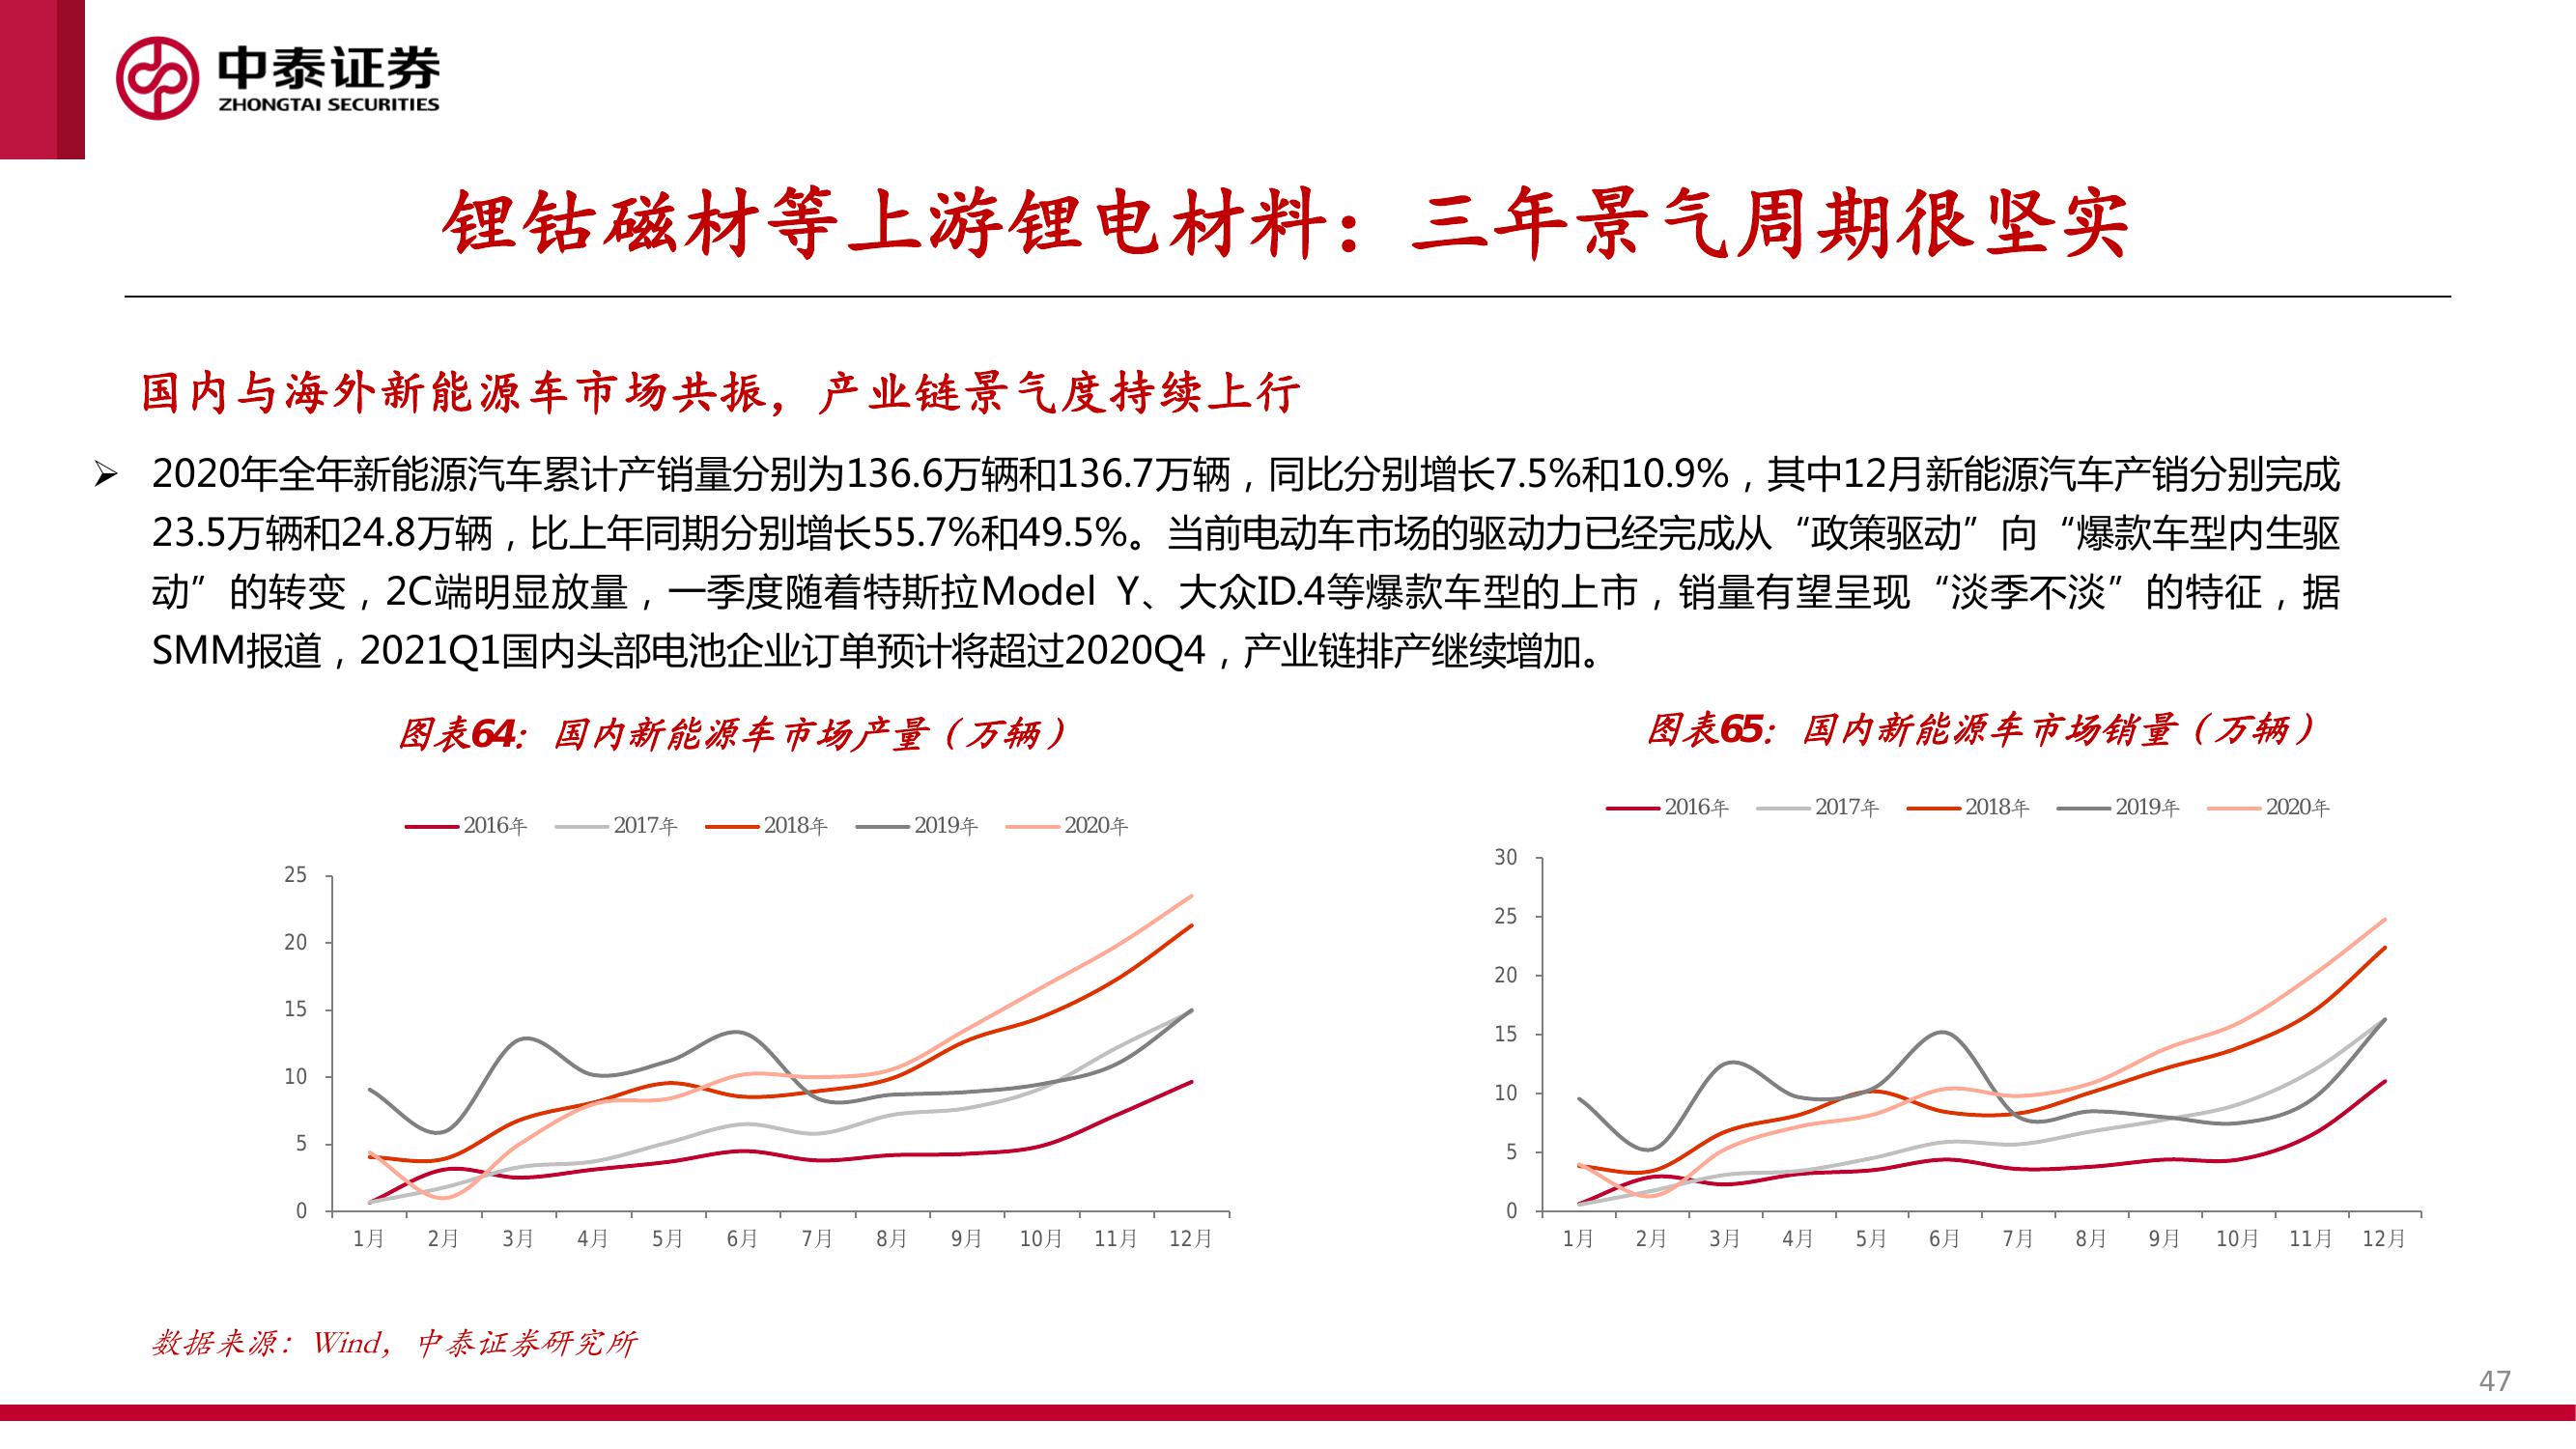 中泰证券
ZHONGTAI SECURITIES
锂钴磁材等上游锂电材料：三年景气周期很坚实
国内与海外新能源车市场共振，产业链景气度持续上行
➢ 2020年全年新能源汽车累计产销量分别为136.6万辆和136.7万辆，同比分别增长7.5%和10.9%，其中12月新能源汽车产销分别完成
23.5万辆和24.8万辆，比上年同期分别增长55.7%和49.5%。当前电动车市场的驱动力已经完成从“政策驱动”向“爆款车型内生驱
动”的转变，2C端明显放量，一季度随着特斯拉Model Y、大众ID.4等爆款车型的上市，销量有望呈现“淡季不淡”的特征，据
SMM报道，2021Q1国内头部电池企业订单预计将超过2020Q4，产业链排产继续增加。
图表64：国内新能源车市场产量（万辆）
2016年 2017年 2018年 2019年 2020年
25
20
15
10
5
0
1月 2月 3月 4月 5月 6月 7月 8月 9月 10月 11月 12月
图表65：国内新能源车市场销量（万辆）
2016年 2017年 2018年 2019年 2020年
30
25
20
15
10
5
0
1月 2月 3月 4月 5月 6月 7月 8月 9月 10月 11月 12月
数据来源：Wind，中泰证券研究所
47